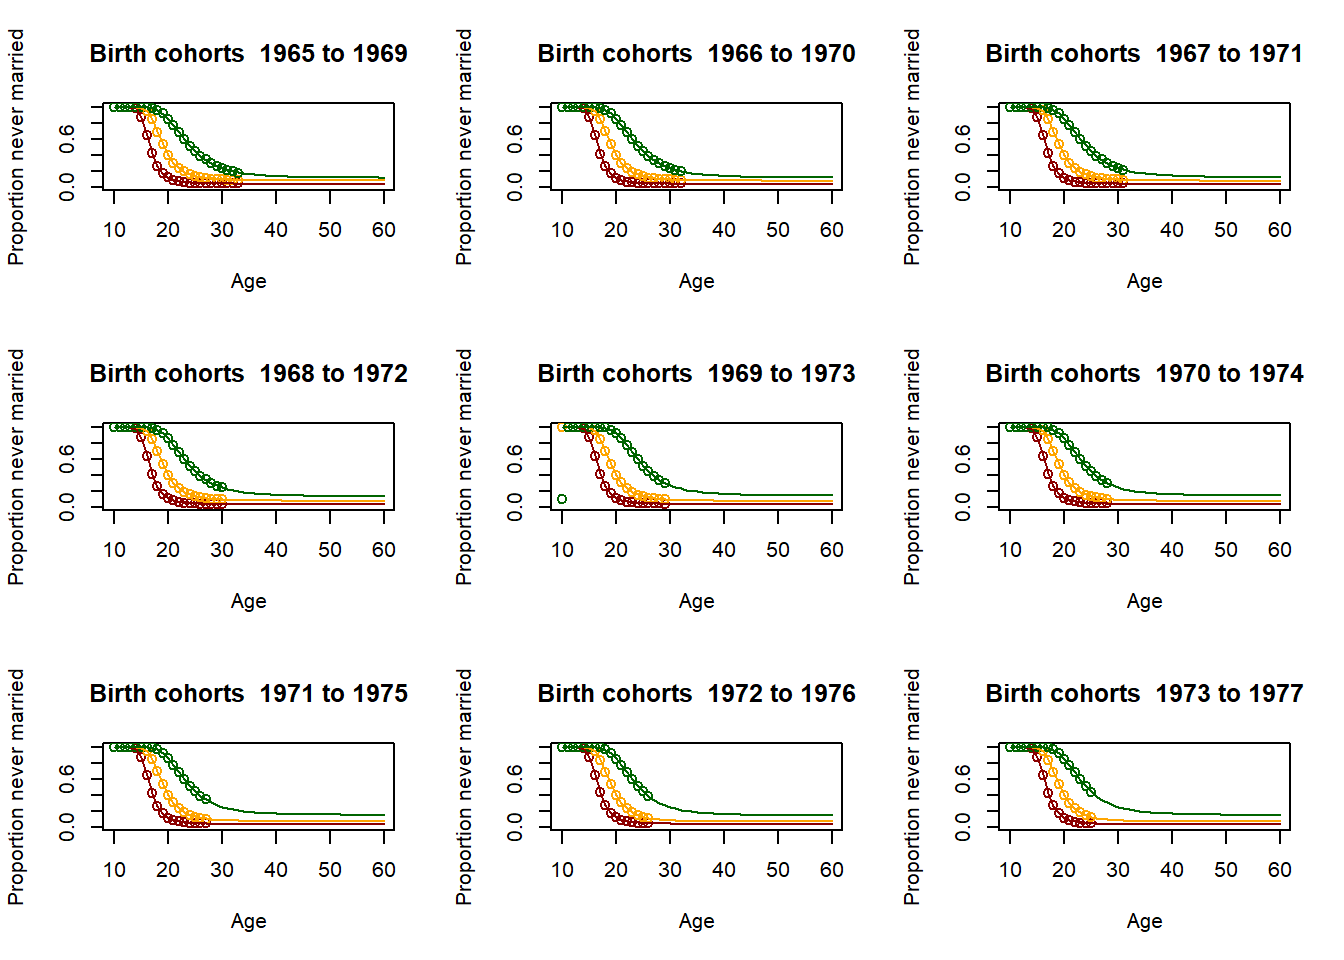 Birth cohorts  1965 to 1969
Proportion never married
0.6
0.0
10 20 30 40 50 60
Age
Birth cohorts  1966 to 1970
Proportion never married
0.6
0.0
10 20 30 40 50 60
Age
Birth cohorts  1967 to 1971
Proportion never married
0.6
0.0
10 20 30 40 50 60
Age
Birth cohorts  1968 to 1972
Proportion never married
0.6
0.0
10 20 30 40 50 60
Age
Birth cohorts  1969 to 1973
Proportion never married
0.6
0.0
10 20 30 40 50 60
Age
Birth cohorts  1970 to 1974
Proportion never married
0.6
0.0
10 20 30 40 50 60
Age
Birth cohorts  1971 to 1975
Proportion never married
0.6
0.0
10 20 30 40 50 60
Age
Birth cohorts  1972 to 1976
Proportion never married
0.6
0.0
10 20 30 40 50 60
Age
Birth cohorts  1973 to 1977
Proportion never married
0.6
0.0
10 20 30 40 50 60
Age